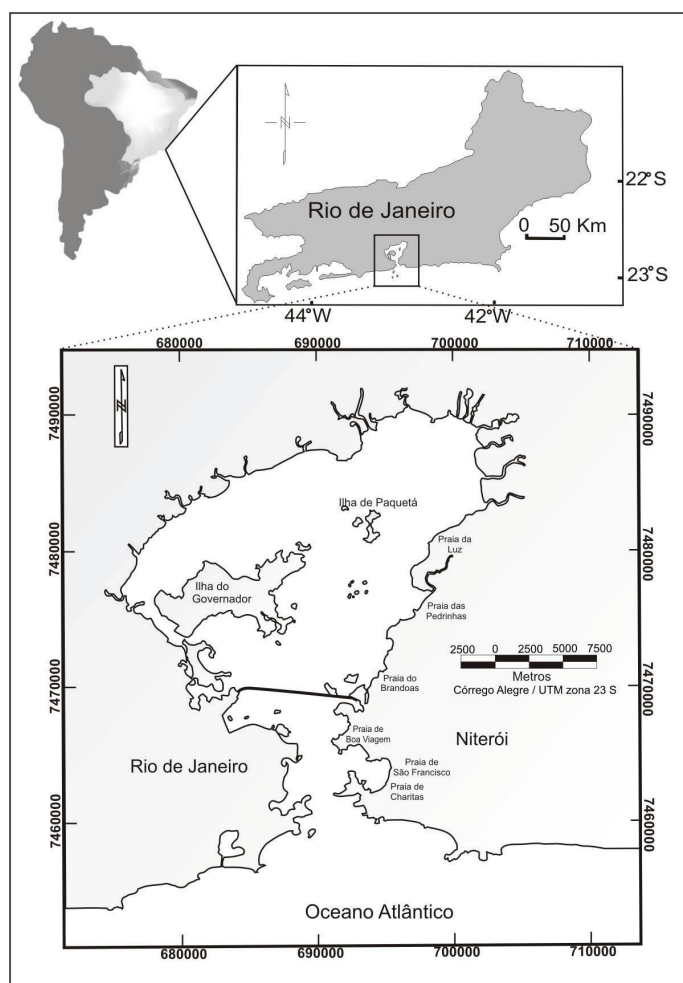 N
22°S
Rio de Janeiro
0 50 Km
23°S
44°W
42°W
680000
690000
700000
710000
N
7490000
7490000
Ilha de Paquetá
Praia da
Luz
7480000
7480000
Ilha do
Governador
Praia das
Pedrinhas
2500
0
2500
5000
7500
Metros
Córrego Alegre / UTM zona 23 S
Praia do
Brandoas
7470000
7470000
Praia de
Boa Viagem
Niterói
Rio de Janeiro
Praia de
São Francisco
Praia de
Charitas
7460000
7460000
Oceano Atlântico
680000
690000
700000
710000